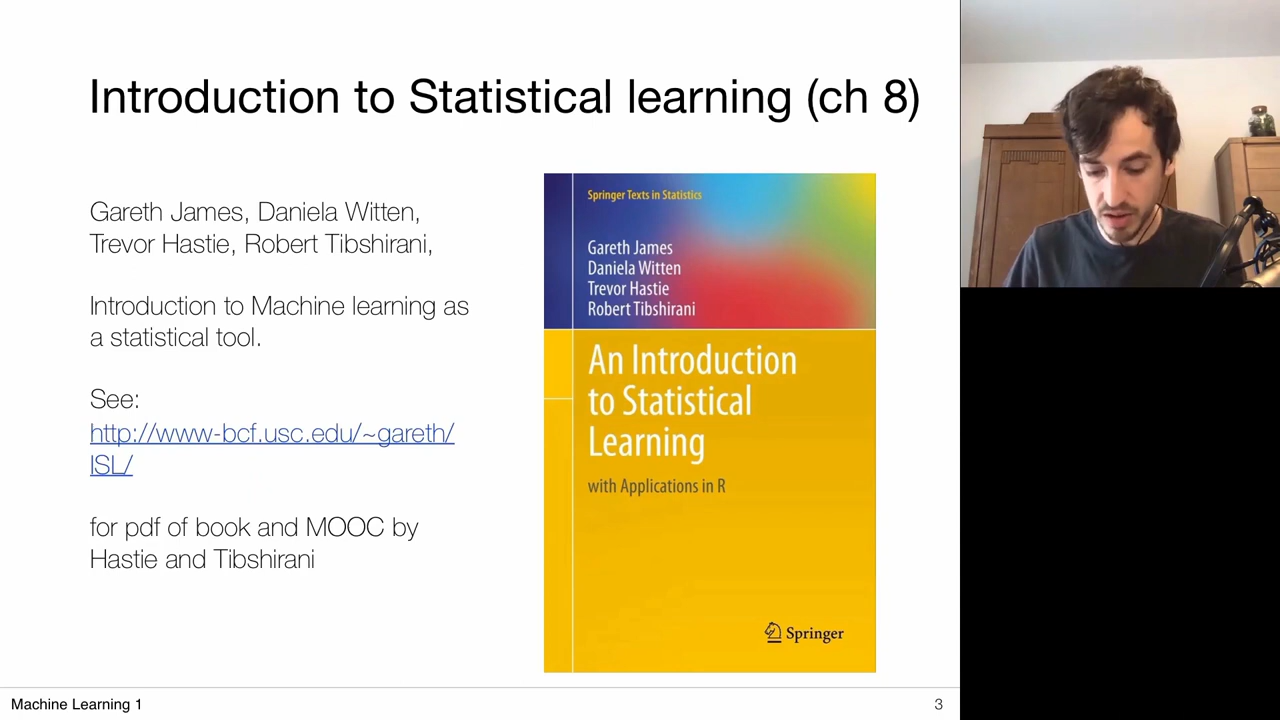 Introduction to Statistical learning (ch 8)
Gareth James, Daniela Witten,
Trevor Hastie, Robert Tibshirani,
Introduction to Machine learning as
a statistical tool.
See:
http://www-bcf.usc.edu/~gareth/
ISL/
for pdf of book and MOOC by
Hastie and Tibshirani
Springer Texts in Statistics
Gareth James
Daniela Witten
Trevor Hastie
Robert Tibshirani
An Introduction
to Statistical
Learning
with Applications in R
Springer
Machine Learning 1
3